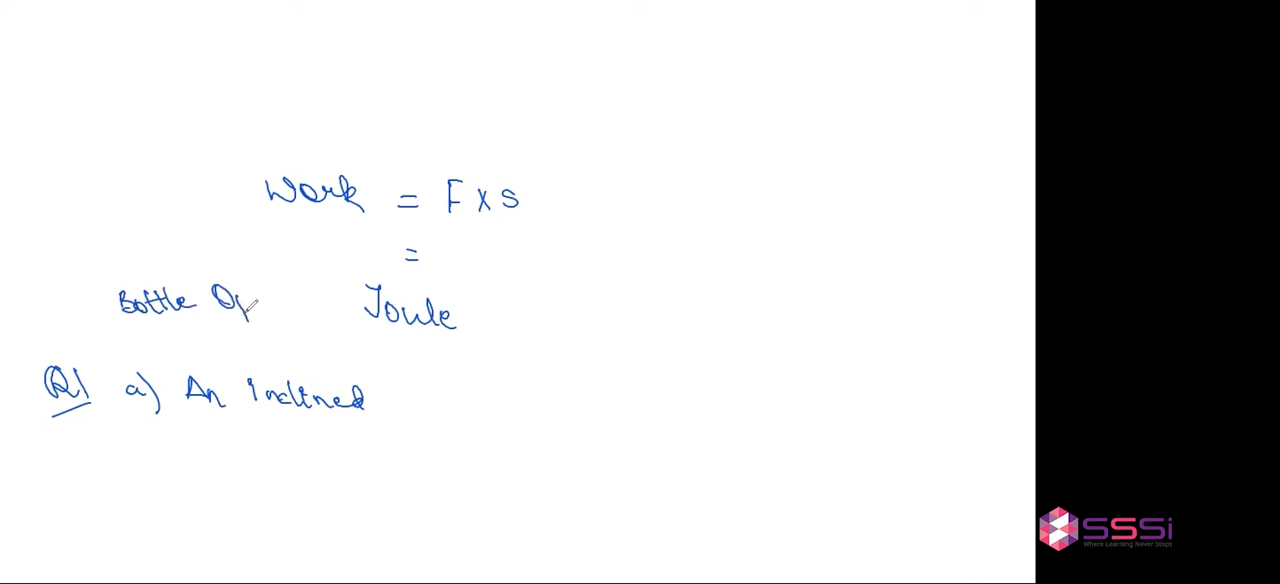 Work = F x s
=
Bottle Op Joule
Q1 a) An Inclined
SSSi
Where Learning Never Stops